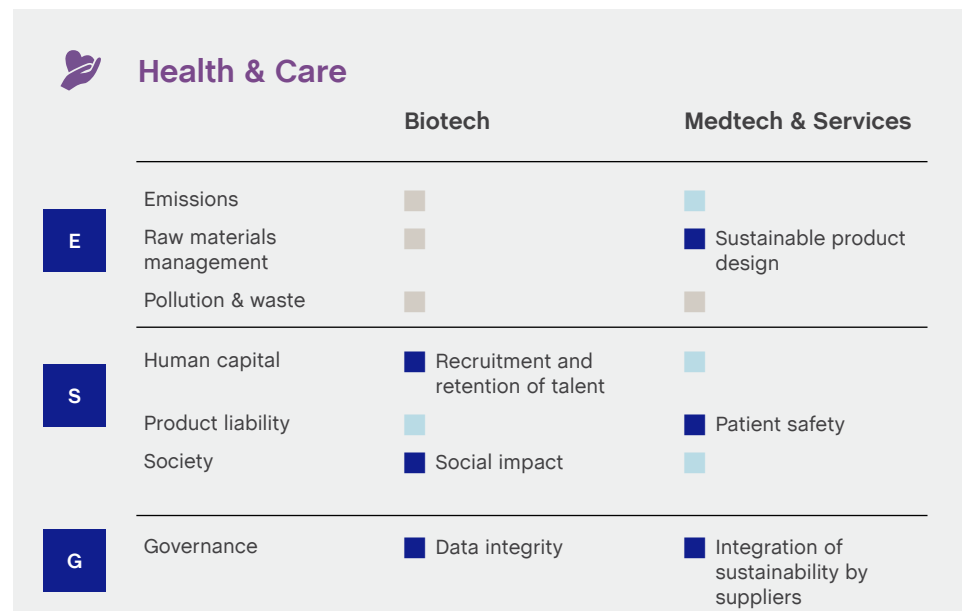 Health & Care
Biotech
Medtech & Services
E
Emissions
Raw materials
management
Sustainable product
design
Pollution & waste
S
Human capital
Recruitment and
retention of talent
Product liability
Patient safety
Society
Social impact
G
Governance
Data integrity
Integration of
sustainability by
suppliers